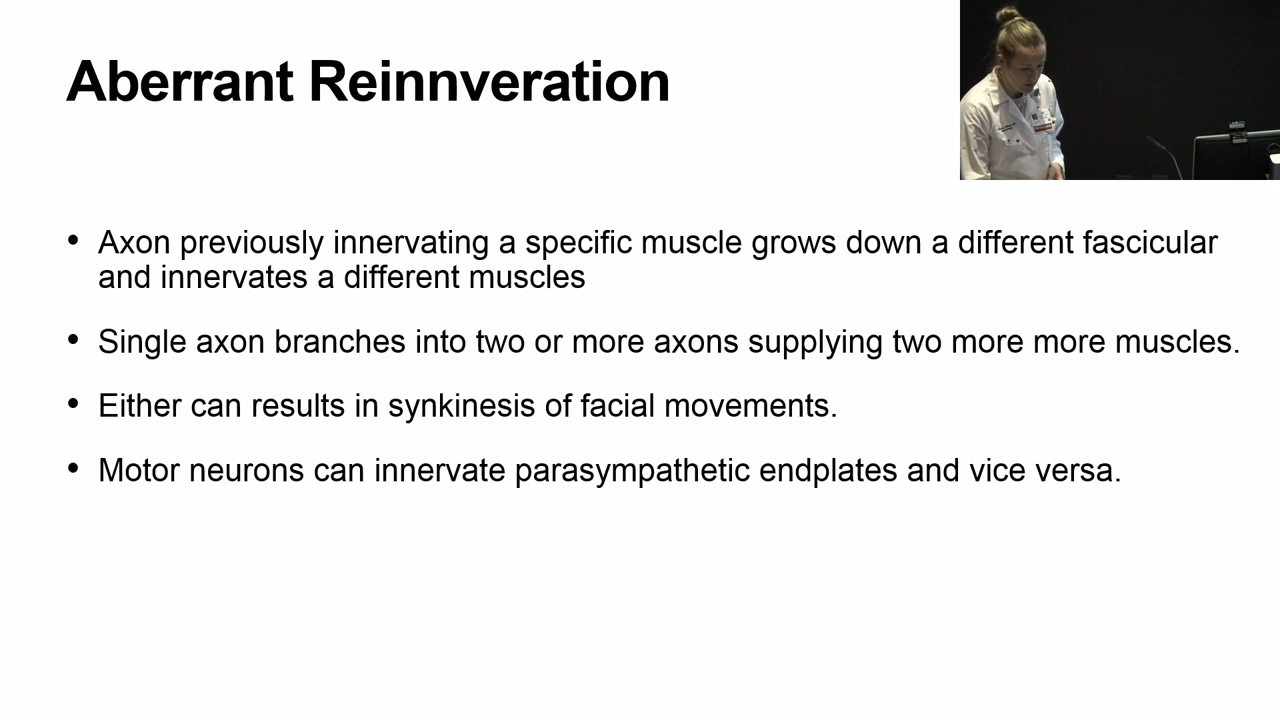 Aberrant Reinnveration
• Axon previously innervating a specific muscle grows down a different fascicular
and innervates a different muscles
• Single axon branches into two or more axons supplying two more more muscles.
• Either can results in synkinesis of facial movements.
• Motor neurons can innervate parasympathetic endplates and vice versa.